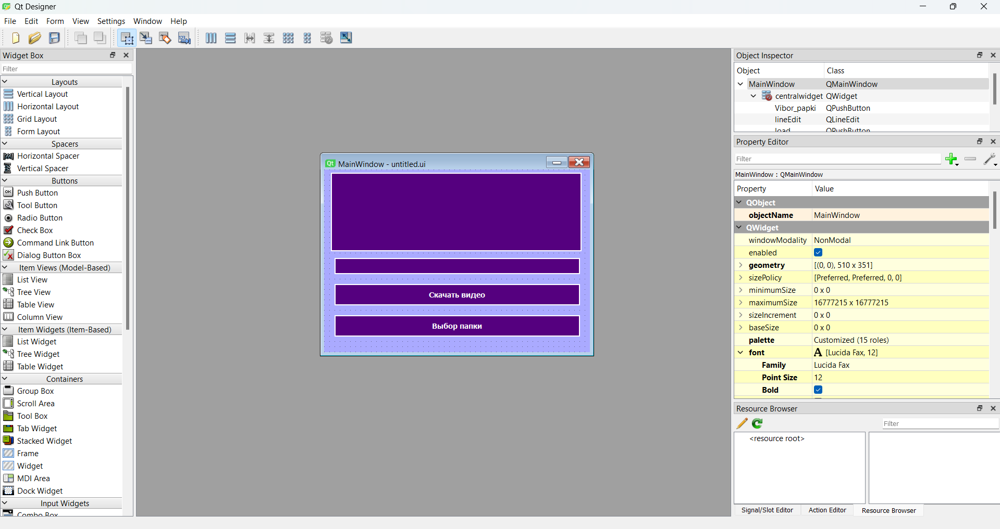 Qt Designer
File Edit Form View Settings Window Help
Widget Box
Filter
Layouts
Vertical Layout
Horizontal Layout
Grid Layout
Form Layout
Spacers
Horizontal Spacer
Vertical Spacer
Buttons
OK Push Button
Tool Button
Radio Button
Check Box
Command Link Button
Dialog Button Box
Item Views (Model-Based)
List View
Tree View
Table View
Column View
Item Widgets (Item-Based)
List Widget
Tree Widget
Table Widget
Containers
Group Box
Scroll Area
Tool Box
Tab Widget
Stacked Widget
Frame
Widget
MDI Area
Dock Widget
Input Widgets
Combo Box
Qt MainWindow - untitled.ui
Скачать видео
Выбор папки
Object Inspector
Object Class
MainWindow QMainWindow
centralwidget QWidget
Vibor_papki QPushButton
lineEdit QLineEdit
load QPushButton
Property Editor
Filter
MainWindow : QMainWindow
Property Value
QObject
objectName MainWindow
QWidget
windowModality NonModal
enabled
geometry [(0, 0), 510 x 351]
sizePolicy [Preferred, Preferred, 0, 0]
minimumSize 0 x 0
maximumSize 16777215 x 16777215
sizeIncrement 0 x 0
baseSize 0 x 0
palette Customized (15 roles)
font A [Lucida Fax, 12]
Family Lucida Fax
Point Size 12
Bold
Resource Browser
Filter
<resource root>
Signal/Slot Editor Action Editor Resource Browser